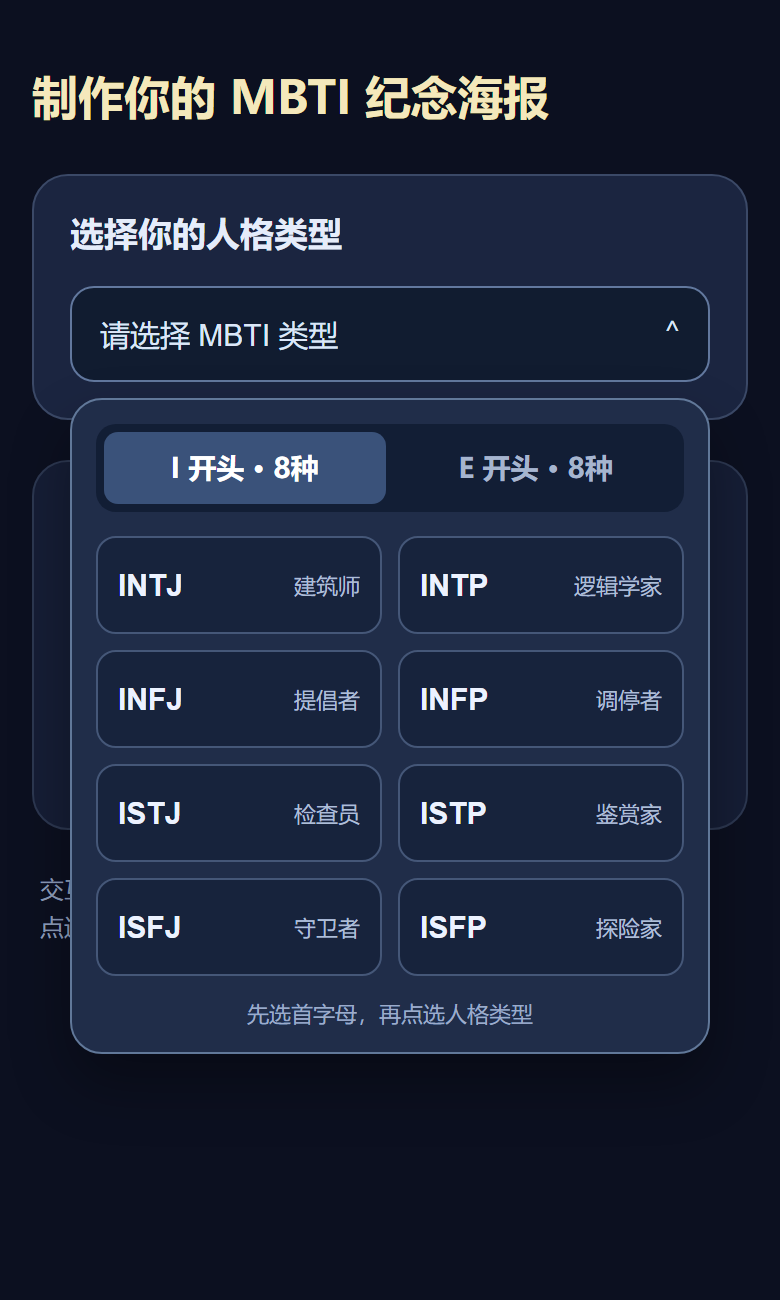 制作你的 MBTI 纪念海报
选择你的人格类型
请选择 MBTI 类型 ^
I 开头 • 8种 E 开头 • 8种
INTJ 建筑师 INTP 逻辑学家
INFJ 提倡者 INFP 调停者
ISTJ 检查员 ISTP 鉴赏家
交
点
ISFJ 守卫者 ISFP 探险家
先选首字母，再点选人格类型